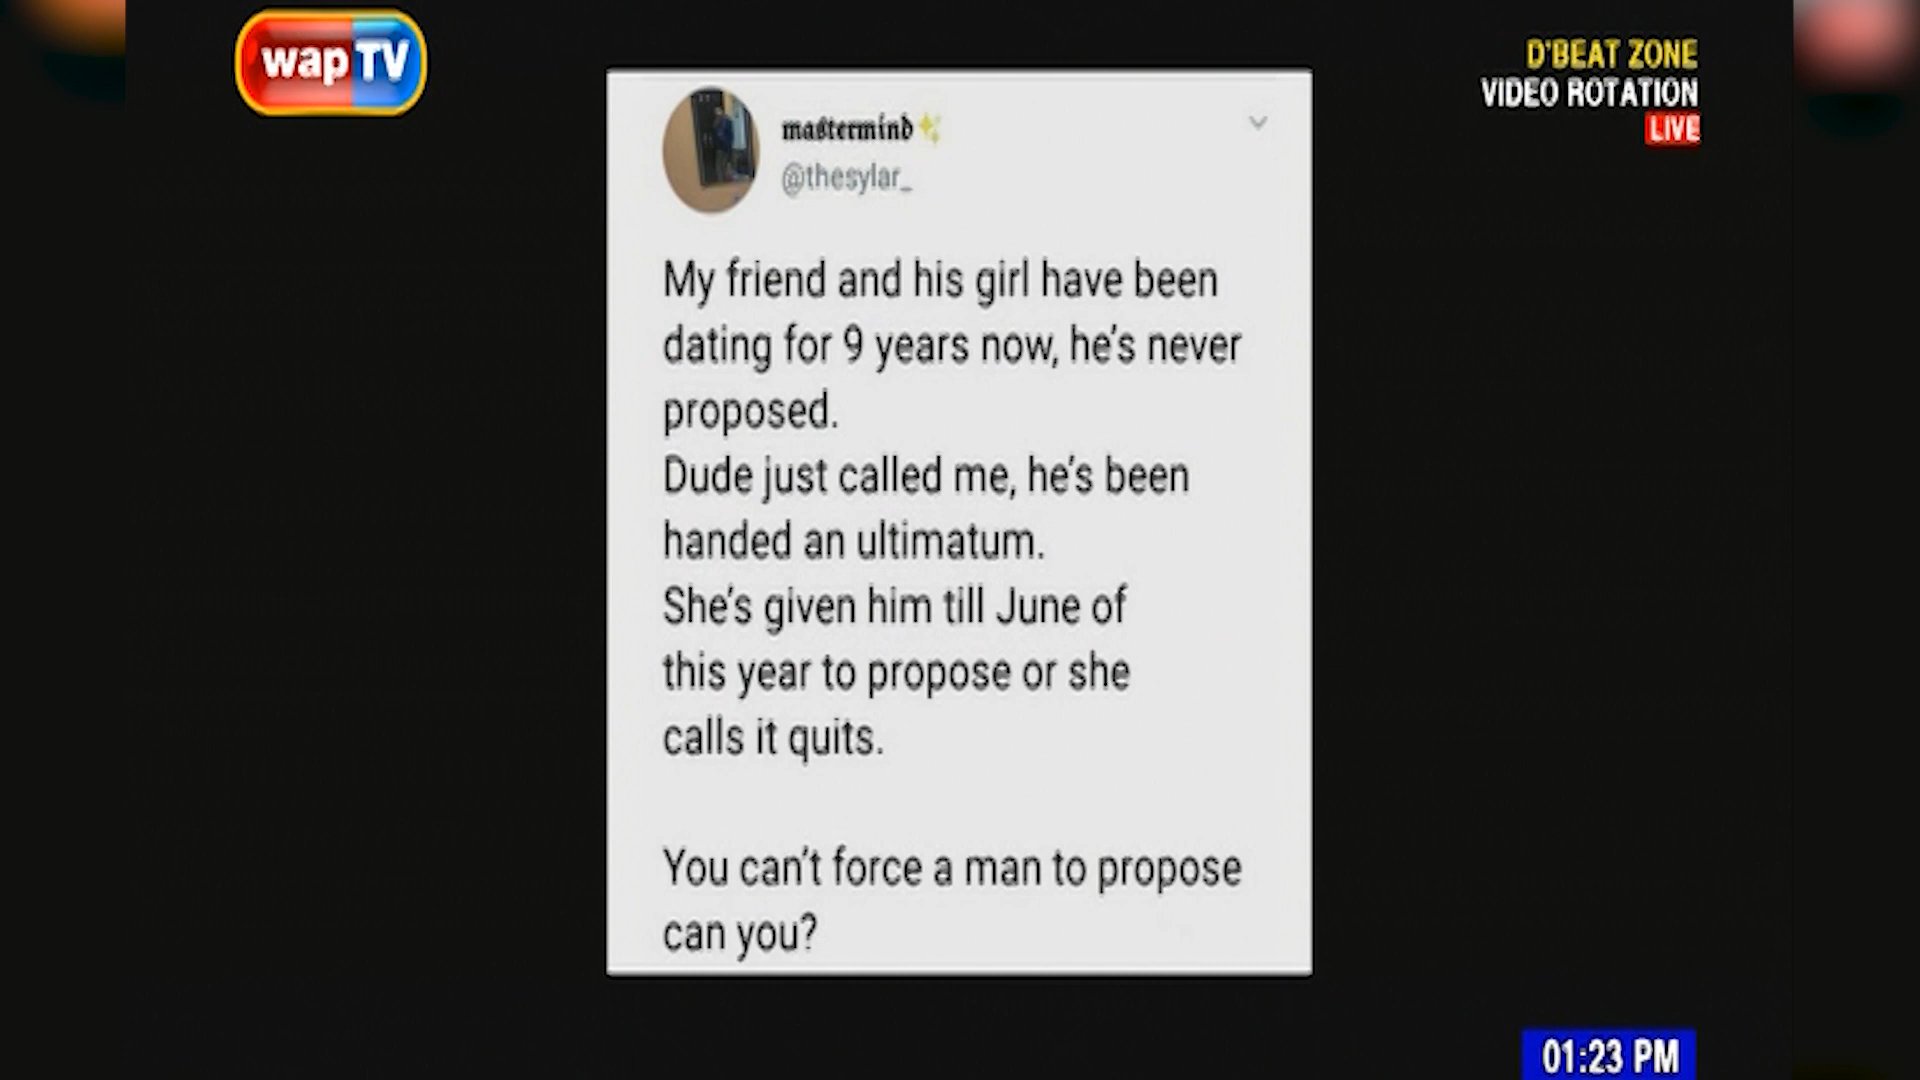 wap TV
D'BEAT ZONE
VIDEO ROTATION
LIVE
mastermind✨
@thesylar_
My friend and his girl have been
dating for 9 years now, he's never
proposed.
Dude just called me, he's been
handed an ultimatum.
She's given him till June of
this year to propose or she
calls it quits.
You can't force a man to propose
can you?
01:23 PM